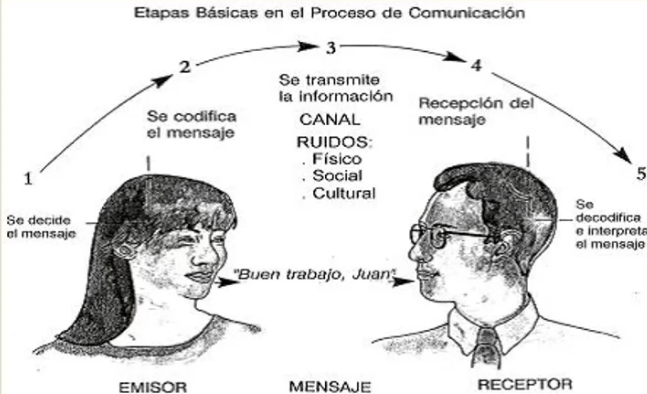 Etapas Básicas en el Proceso de Comunicación
1
2
3
4
5
Se decide
el mensaje
Se codifica
el mensaje
Se transmite
la información
CANAL
RUIDOS:
. Físico
. Social
. Cultural
Recepción del
mensaje
Se
decodifica
e interpreta
el mensaje
"Buen trabajo, Juan"
EMISOR
MENSAJE
RECEPTOR